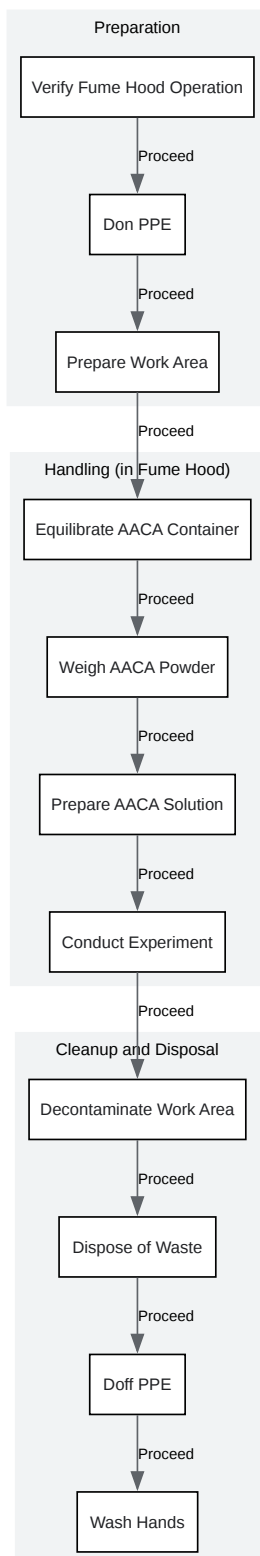 Preparation
Verify Fume Hood Operation
Proceed
Don PPE
Proceed
Prepare Work Area
Proceed
Handling (in Fume Hood)
Equilibrate AACA Container
Proceed
Weigh AACA Powder
Proceed
Prepare AACA Solution
Proceed
Conduct Experiment
Proceed
Cleanup and Disposal
Decontaminate Work Area
Proceed
Dispose of Waste
Proceed
Doff PPE
Proceed
Wash Hands